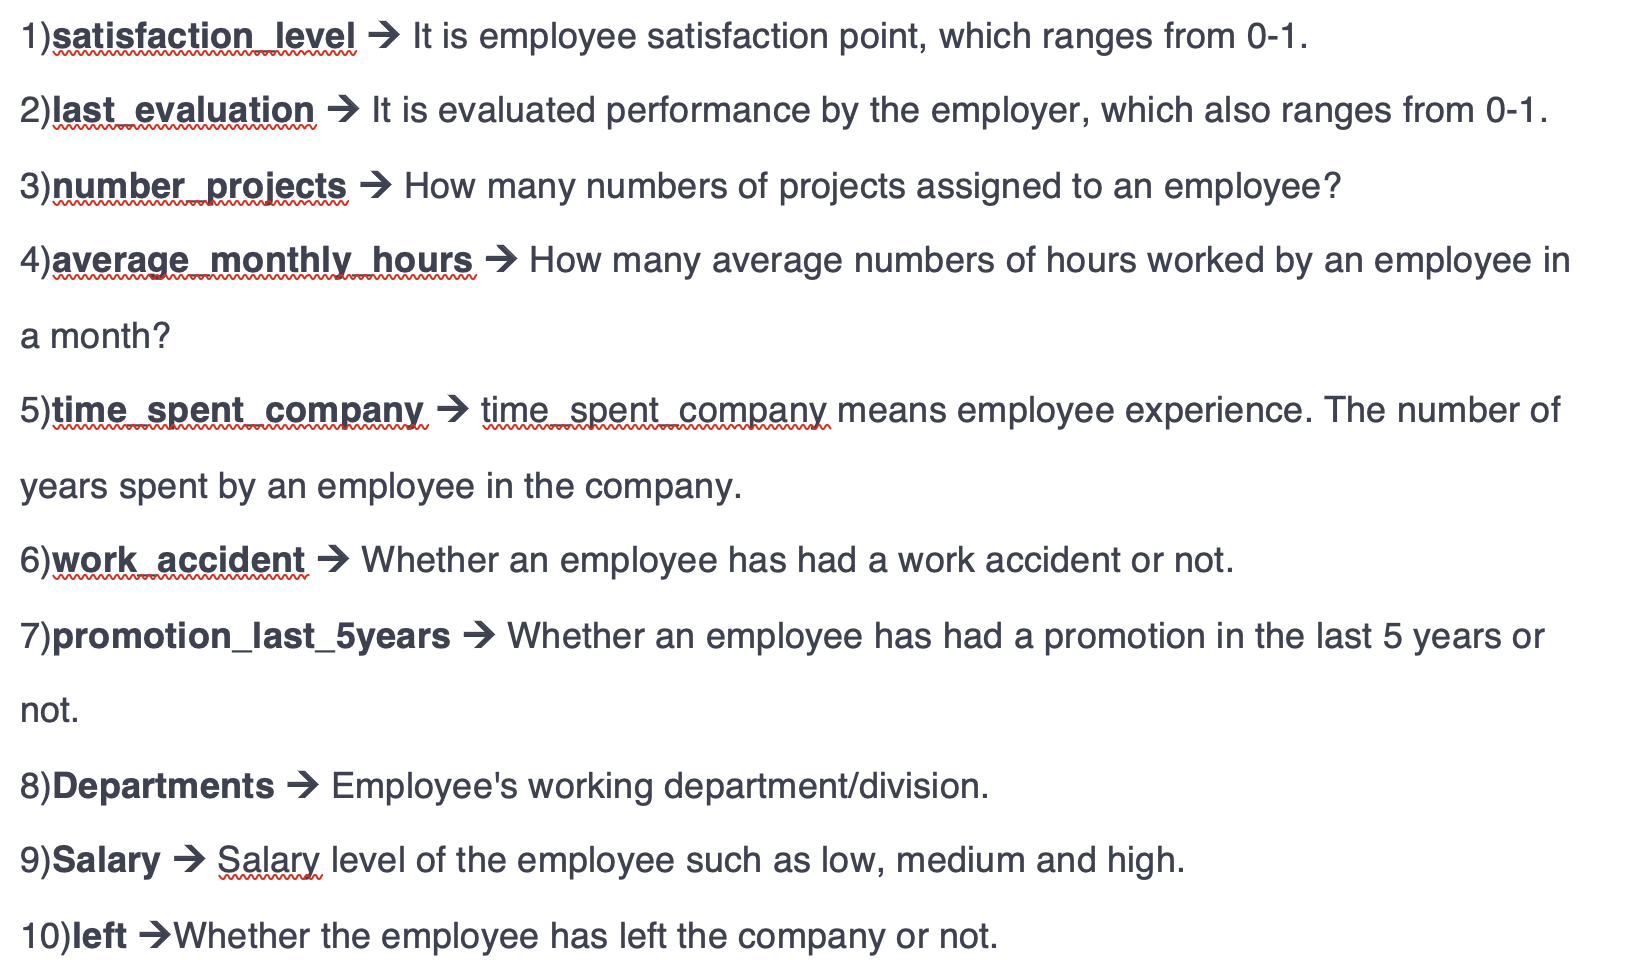 1)satisfaction_level → It is employee satisfaction point, which ranges from 0-1.
2)last_evaluation → It is evaluated performance by the employer, which also ranges from 0-1.
3)number_projects → How many numbers of projects assigned to an employee?
4)average_monthly_hours → How many average numbers of hours worked by an employee in
a month?
5)time_spent_company → time_spent_company means employee experience. The number of
years spent by an employee in the company.
6)work_accident → Whether an employee has had a work accident or not.
7)promotion_last_5years → Whether an employee has had a promotion in the last 5 years or
not.
8)Departments → Employee's working department/division.
9)Salary → Salary level of the employee such as low, medium and high.
10)left →Whether the employee has left the company or not.